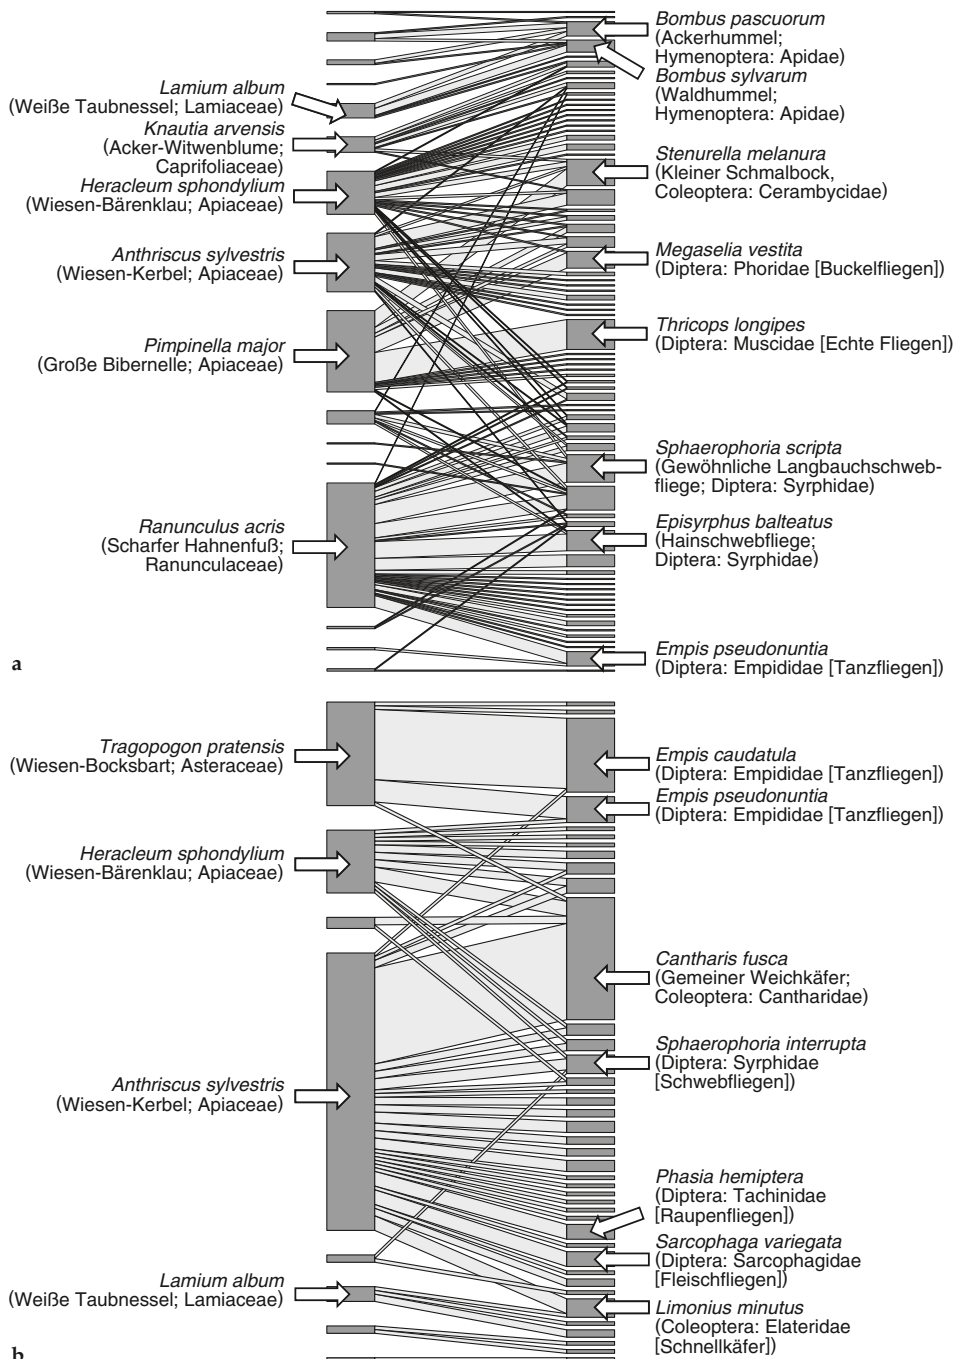 Lamium album
(Weiße Taubnessel; Lamiaceae)
Knautia arvensis
(Acker-Witwenblume;
Caprifoliaceae)
Heracleum sphondylium
(Wiesen-Bärenklau; Apiaceae)
Anthriscus sylvestris
(Wiesen-Kerbel; Apiaceae)
Pimpinella major
(Große Bibernelle; Apiaceae)
Ranunculus acris
(Scharfer Hahnenfuß;
Ranunculaceae)
a
Bombus pascuorum
(Ackerhummel;
Hymenoptera: Apidae)
Bombus sylvarum
(Waldhummel;
Hymenoptera: Apidae)
Stenurella melanura
(Kleiner Schmalbock,
Coleoptera: Cerambycidae)
Megaselia vestita
(Diptera: Phoridae [Buckelfliegen])
Thricops longipes
(Diptera: Muscidae [Echte Fliegen])
Sphaerophoria scripta
(Gewöhnliche Langbauchschweb-
fliege; Diptera: Syrphidae)
Episyrphus balteatus
(Hainschwebfliege;
Diptera: Syrphidae)
Empis pseudonuntia
(Diptera: Empididae [Tanzfliegen])
Tragopogon pratensis
(Wiesen-Bocksbart; Asteraceae)
Heracleum sphondylium
(Wiesen-Bärenklau; Apiaceae)
Anthriscus sylvestris
(Wiesen-Kerbel; Apiaceae)
Lamium album
(Weiße Taubnessel; Lamiaceae)
b
Empis caudatula
(Diptera: Empididae [Tanzfliegen])
Empis pseudonuntia
(Diptera: Empididae [Tanzfliegen])
Cantharis fusca
(Gemeiner Weichkäfer;
Coleoptera: Cantharidae)
Sphaerophoria interrupta
(Diptera: Syrphidae
[Schwebfliegen])
Phasia hemiptera
(Diptera: Tachinidae
[Raupenfliegen])
Sarcophaga variegata
(Diptera: Sarcophagidae
[Fleischfliegen])
Limonius minutus
(Coleoptera: Elateridae
[Schnellkäfer])